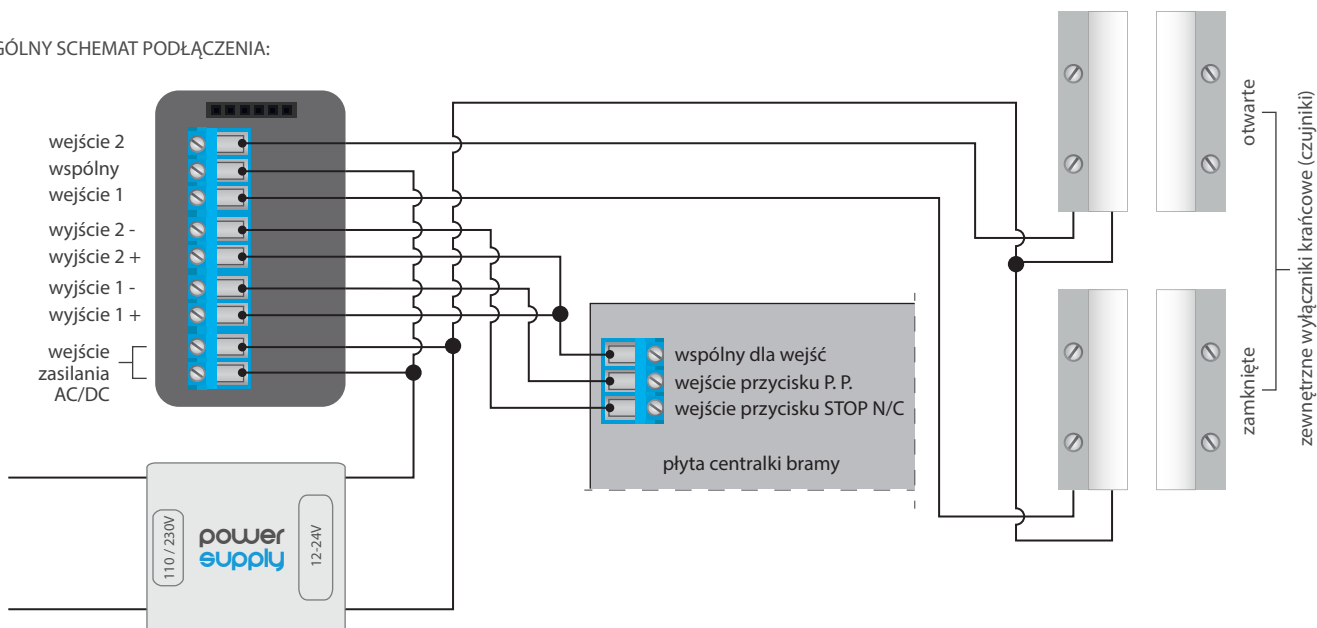 GÓLNY SCHEMAT PODŁĄCZENIA:
wejście 2
wspólny
wejście 1
wyjście 2 -
wyjście 2 +
wyjście 1 -
wyjście 1 +
wejście
zasilania
AC/DC
wspólny dla wejść
wejście przycisku P. P.
wejście przycisku STOP N/C
płyta centralki bramy
110 / 230V
power
supply
12-24V
otwarte
zamknięte
zewnętrzne wyłączniki krańcowe (czujniki)